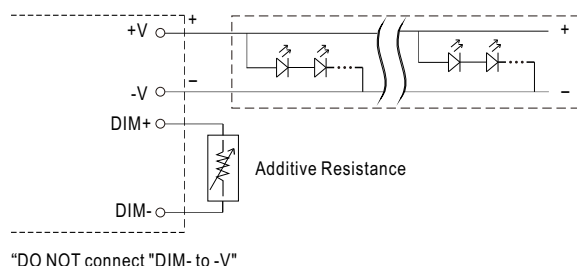 +V
+
+
-V
−
−
DIM+
Additive Resistance
DIM-
“DO NOT connect "DIM- to -V"